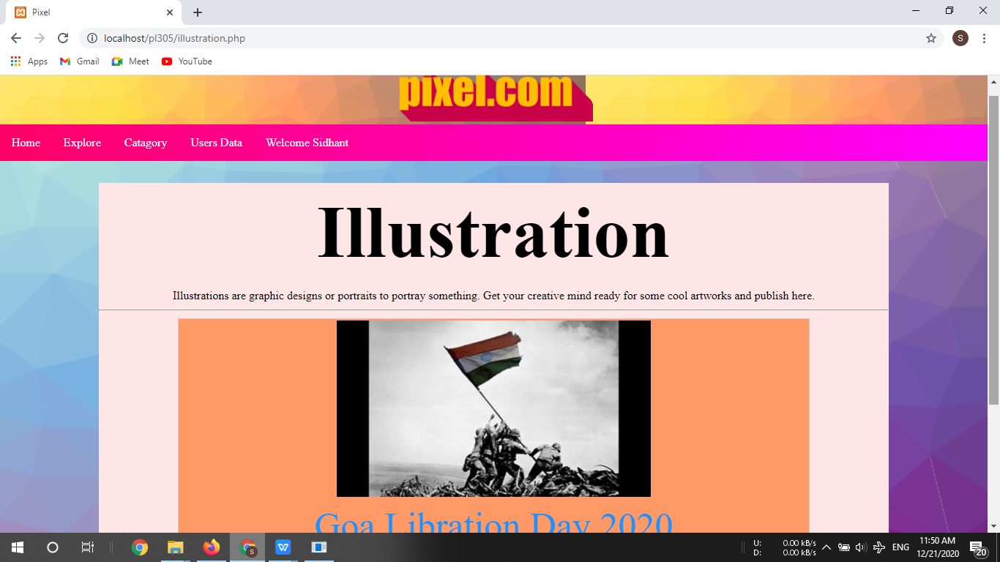 Pixel
localhost/pl305/illustration.php
S
Apps Gmail Meet YouTube
pixel.com
Home Explore Catagory Users Data Welcome Sidhant
Illustration
Illustrations are graphic designs or portraits to portray something. Get your creative mind ready for some cool artworks and publish here.
Goa Libration Day 2020
U: 0.00 kB/s
D: 0.00 kB/s
ENG
11:50 AM
12/21/2020
20